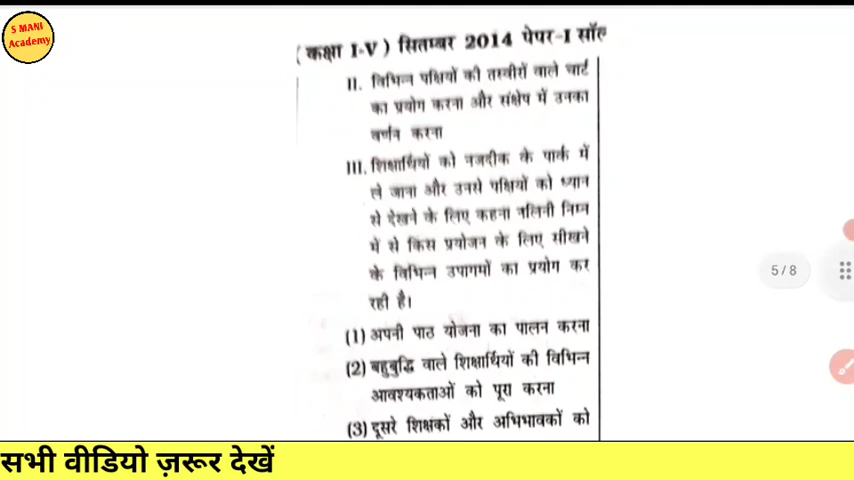 S MANI
Academy
( कक्षा I-V ) सितम्बर 2014 पेपर-I सॉल
II. विभिन्न पक्षियों की तस्वीरों वाले चार्ट
का प्रयोग करना और संक्षेप में उनका
वर्णन करना
III. शिक्षार्थियों को नजदीक के पार्क में
ले जाना और उनसे पक्षियों को ध्यान
से देखने के लिए कहना नलिनी निम्न
में से किस प्रयोजन के लिए सीखने
के विभिन्न उपागमों का प्रयोग कर
रही है।
(1) अपनी पाठ योजना का पालन करना
(2) बहुबुद्धि वाले शिक्षार्थियों की विभिन्न
आवश्यकताओं को पूरा करना
(3) दूसरे शिक्षकों और अभिभावकों को
5 / 8
सभी वीडियो ज़रूर देखें